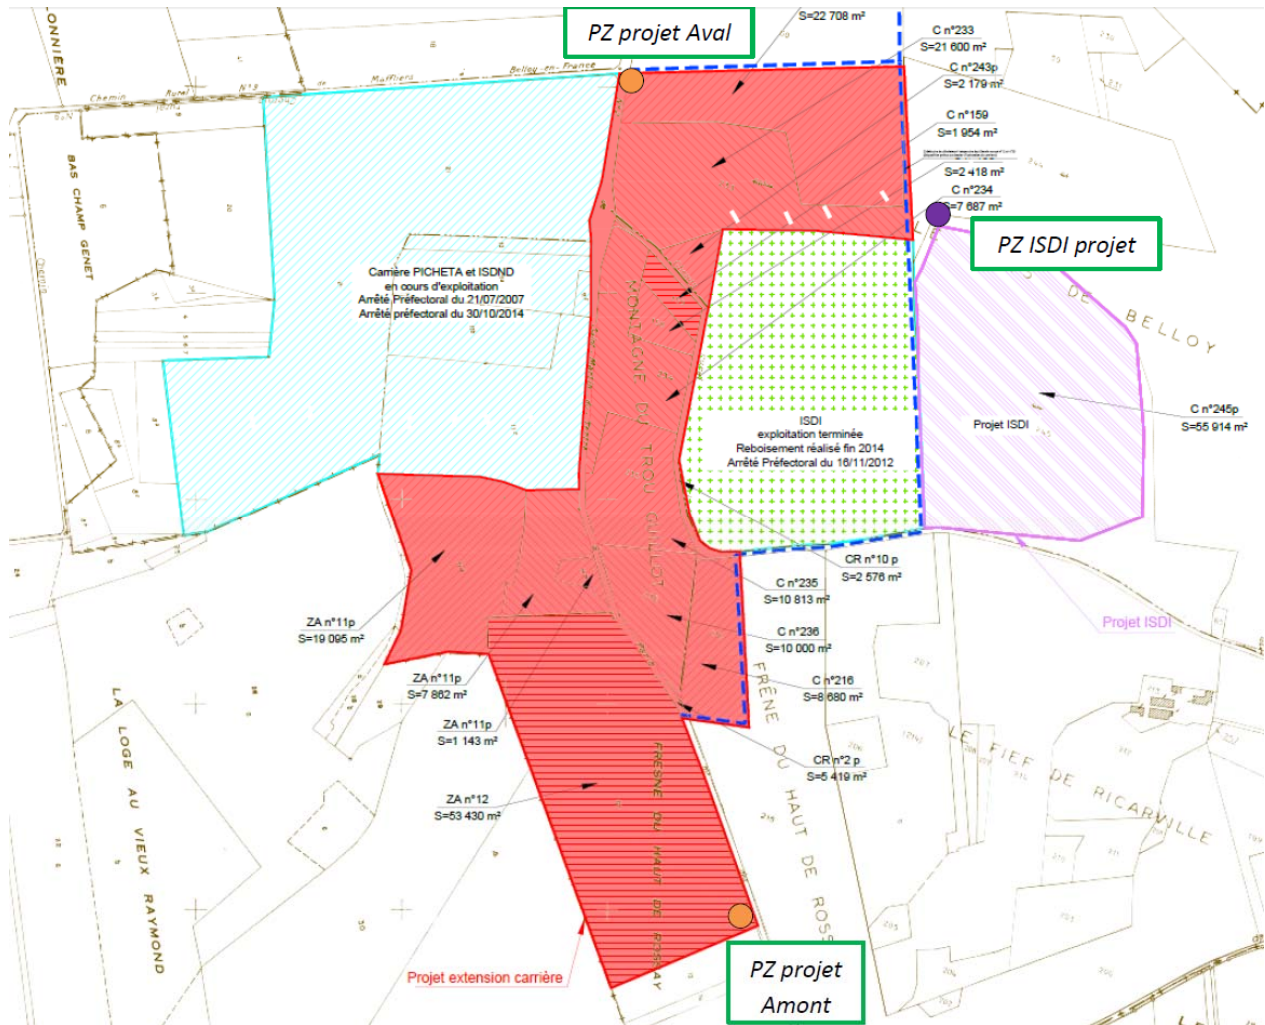 PZ projet Aval
S=22 708 m²
C n°233
S=21 600 m²
C n°243p
S=2 179 m²
C n°159
S=1 954 m²
S=2 418 m²
C n°234
S=7 687 m²
PZ ISDI projet
Chemin Rural N°3 de Maffliers à Belloy-en-France
BAS CHAMP GENET
Carrière PICHETA et ISDND
en cours d'exploitation
Arrêté Préfectoral du 21/07/2007
Arrêté préfectoral du 30/10/2014
MONTAGNE DU TROU GUILLOT
DE BELLOY
ISDI
exploitation terminée
Reboisement réalisé fin 2014
Arrêté Préfectoral du 16/11/2012
Projet ISDI
C n°245p
S=55 914 m²
CR n°10 p
S=2 576 m²
C n°235
S=10 813 m²
C n°236
S=10 000 m²
C n°216
S=8 680 m²
CR n°2 p
S=5 419 m²
Projet ISDI
ZA n°11p
S=19 095 m²
ZA n°11p
S=7 862 m²
ZA n°11p
S=1 143 m²
ZA n°12
S=53 430 m²
LA LOGE AU VIEUX RAYMOND
FRESNE DU HAUT DE
FRÊNE DU HAUT DE ROSS
LE FIEF DE RICARVILLE
Projet extension carrière
PZ projet
Amont